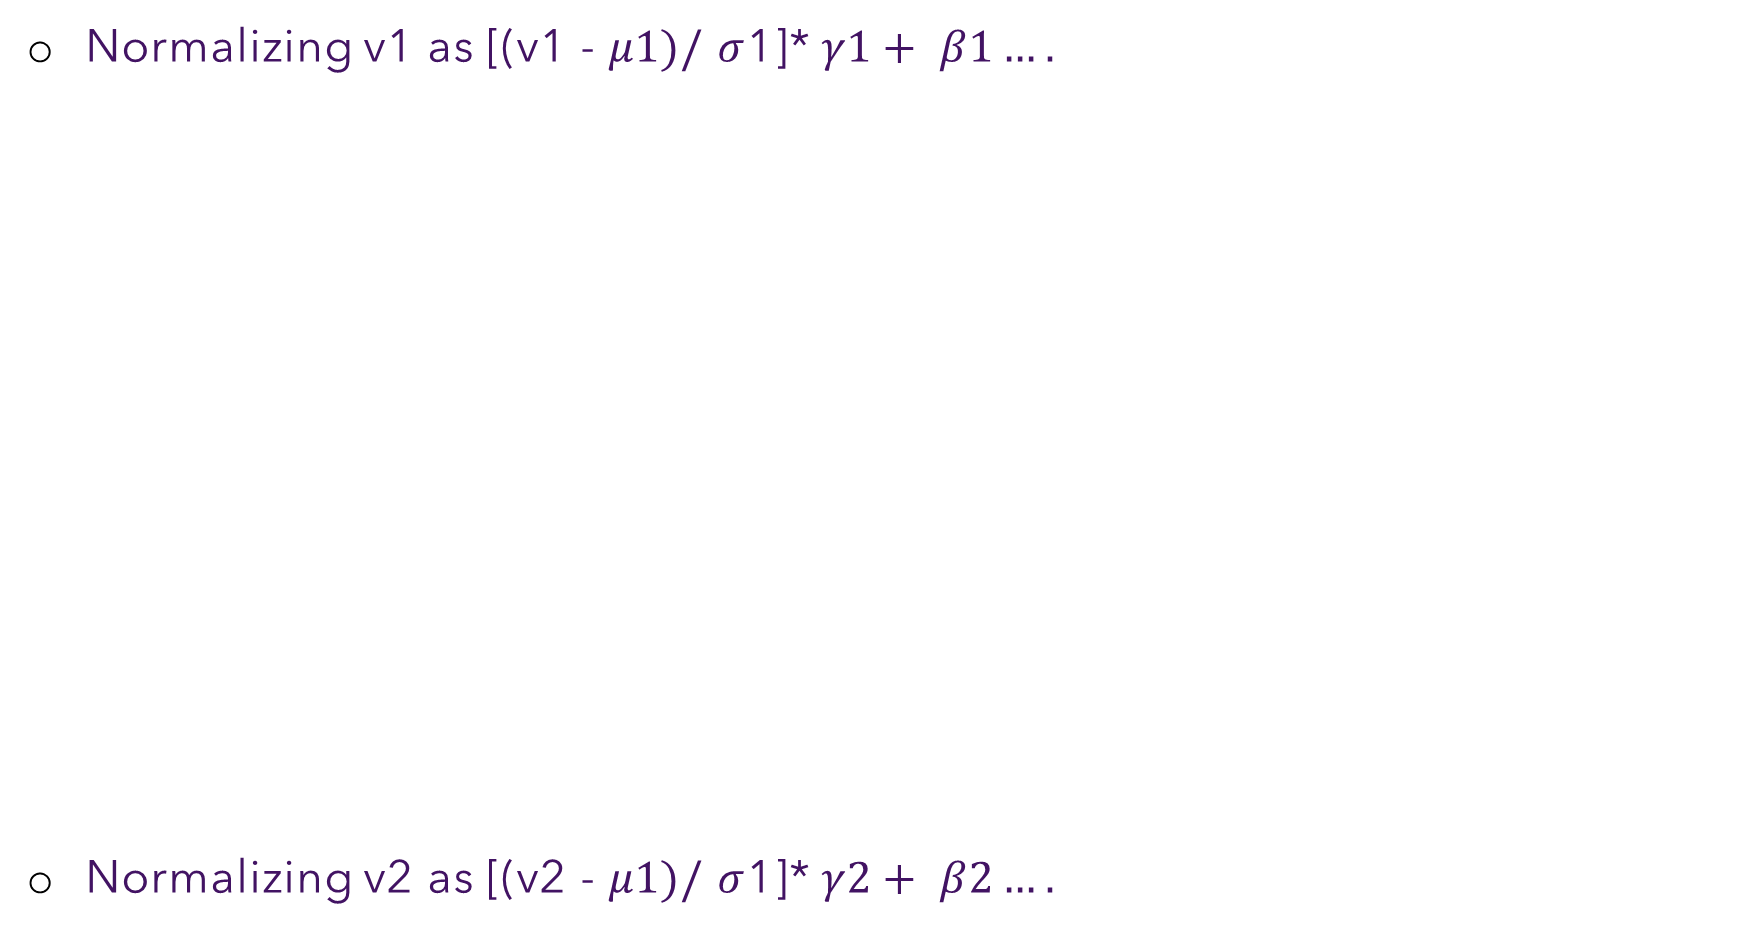 ○ Normalizing v1 as [(v1 - 𝜇1)/ 𝜎1]* 𝛾1 + 𝛽1 … .
○ Normalizing v2 as [(v2 - 𝜇1)/ 𝜎1]* 𝛾2 + 𝛽2 … .